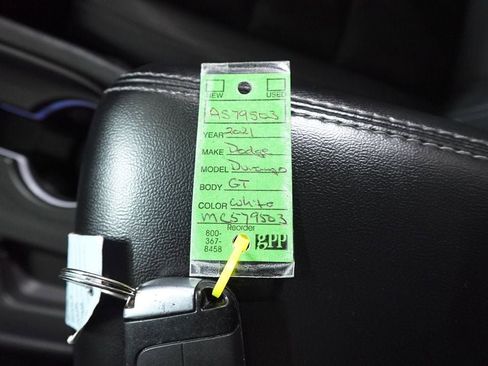 NEW USED
AS79503
YEAR 2021
MAKE Dodge
MODEL Durango
BODY GT
COLOR White
MC579503
Reorder
800-
367-
8458
gpp